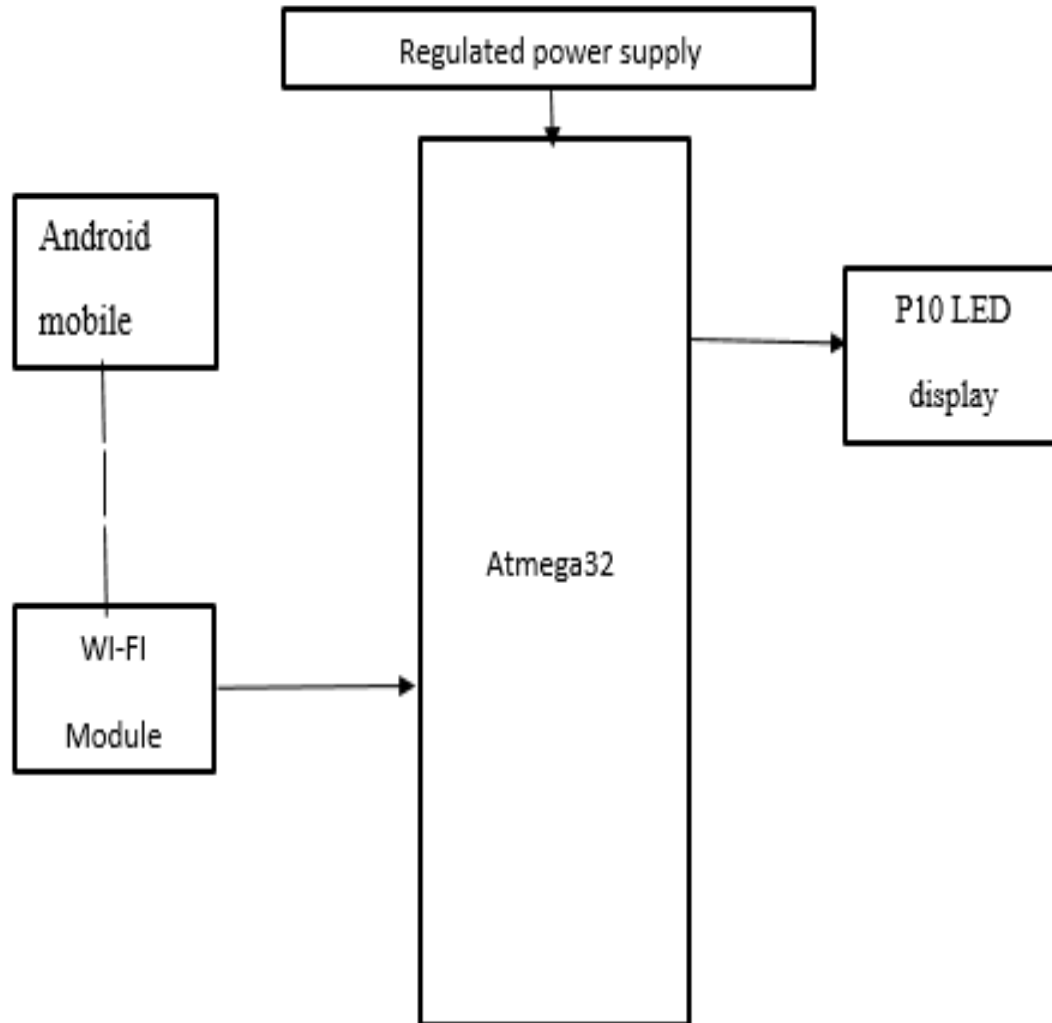 Regulated power supply
Android
mobile
P10 LED
display
Atmega32
WI-FI
Module